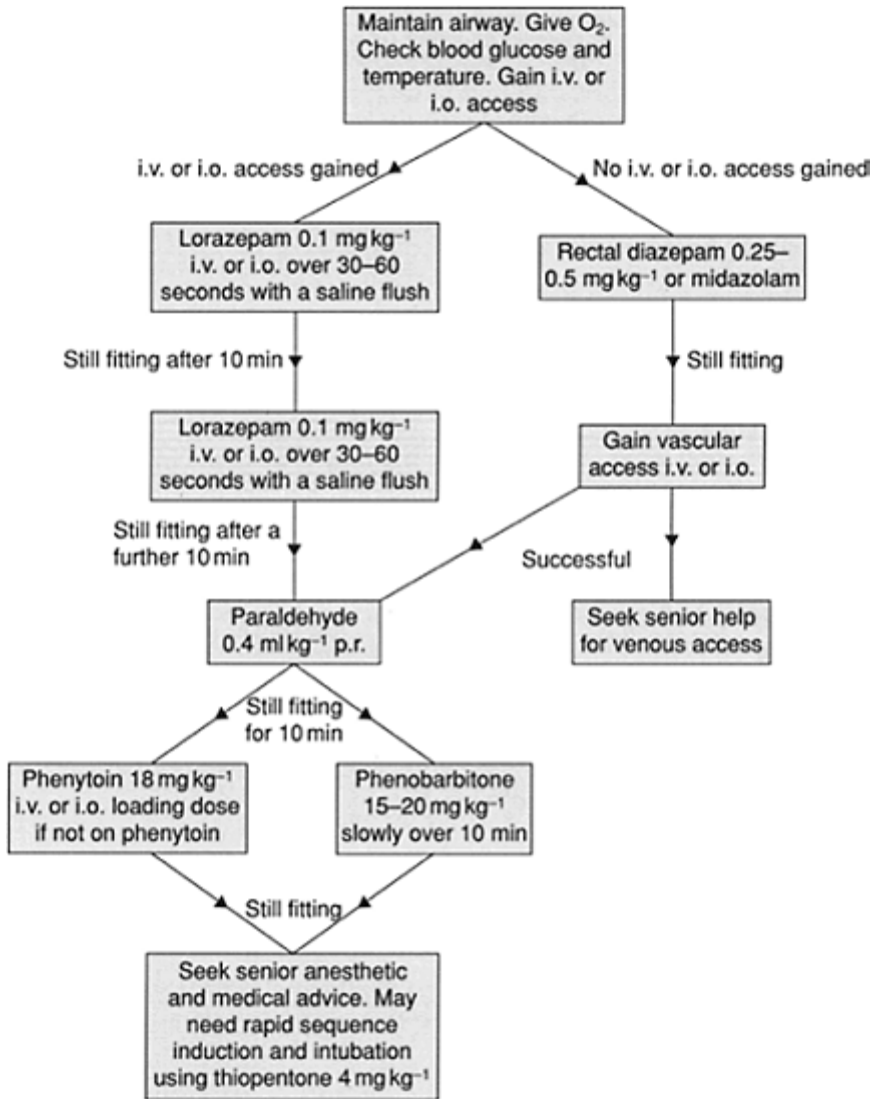 Maintain airway. Give O₂.
Check blood glucose and
temperature. Gain i.v. or
i.o. access
i.v. or i.o. access gained
No i.v. or i.o. access gained
Lorazepam 0.1 mg kg⁻¹
i.v. or i.o. over 30–60
seconds with a saline flush
Rectal diazepam 0.25–
0.5 mg kg⁻¹ or midazolam
Still fitting after 10 min
Still fitting
Lorazepam 0.1 mg kg⁻¹
i.v. or i.o. over 30–60
seconds with a saline flush
Gain vascular
access i.v. or i.o.
Still fitting after a
further 10 min
Successful
Paraldehyde
0.4 ml kg⁻¹ p.r.
Seek senior help
for venous access
Still fitting
for 10 min
Phenytoin 18 mg kg⁻¹
i.v. or i.o. loading dose
if not on phenytoin
Phenobarbitone
15–20 mg kg⁻¹
slowly over 10 min
Still fitting
Seek senior anesthetic
and medical advice. May
need rapid sequence
induction and intubation
using thiopentone 4 mg kg⁻¹